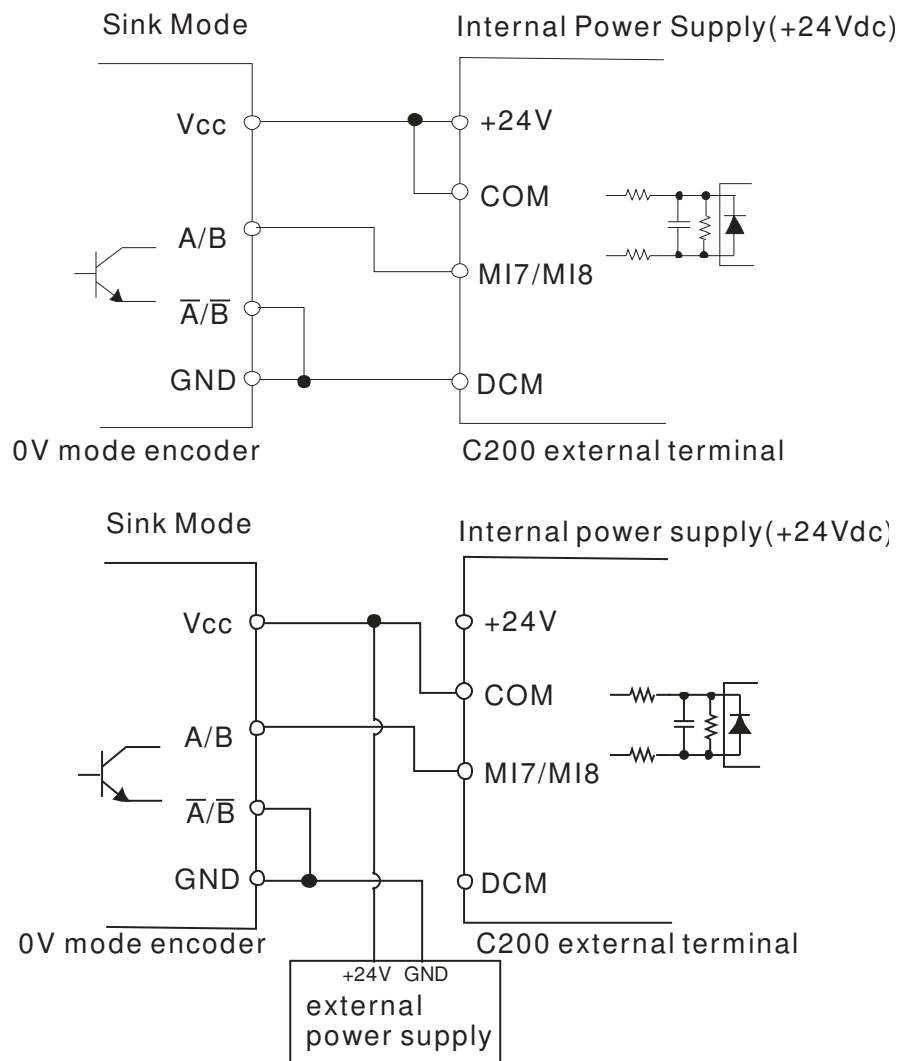 Sink Mode
Internal Power Supply(+24Vdc)
Vcc
+24V
COM
A/B
MI7/MI8
A̅/B̅
GND
DCM
0V mode encoder
C200 external terminal
Sink Mode
Internal power supply(+24Vdc)
Vcc
+24V
COM
A/B
MI7/MI8
A̅/B̅
GND
DCM
0V mode encoder
C200 external terminal
+24V GND
external
power supply